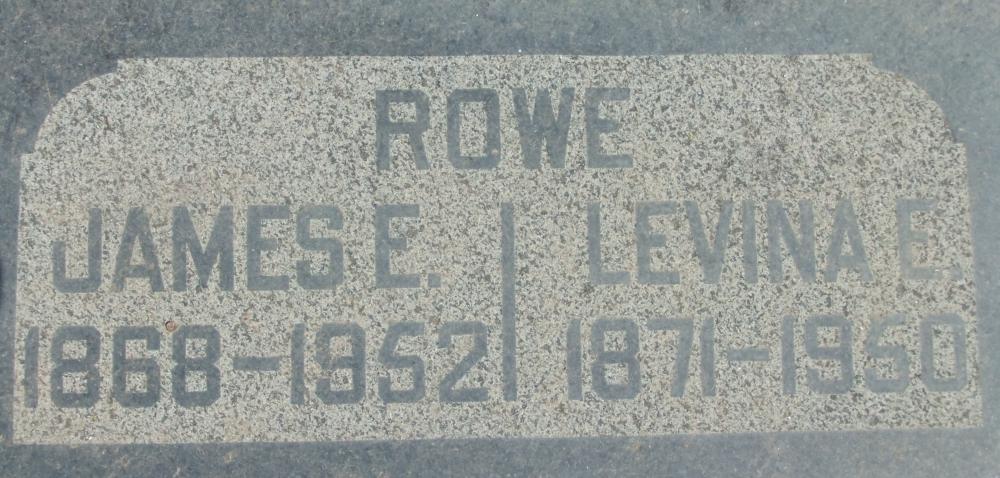 ROWE
JAMES E.
1868-1952
LEVINA E.
1871-1950